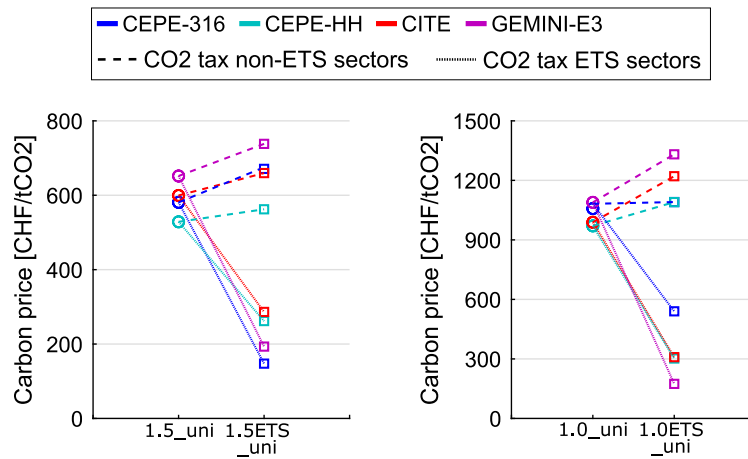 CEPE-316 CEPE-HH CITE GEMINI-E3
CO2 tax non-ETS sectors CO2 tax ETS sectors
Carbon price [CHF/tCO2]
800
600
400
200
0
1.5_uni 1.5ETS
_uni
Carbon price [CHF/tCO2]
1500
1200
900
600
300
0
1.0_uni 1.0ETS
_uni